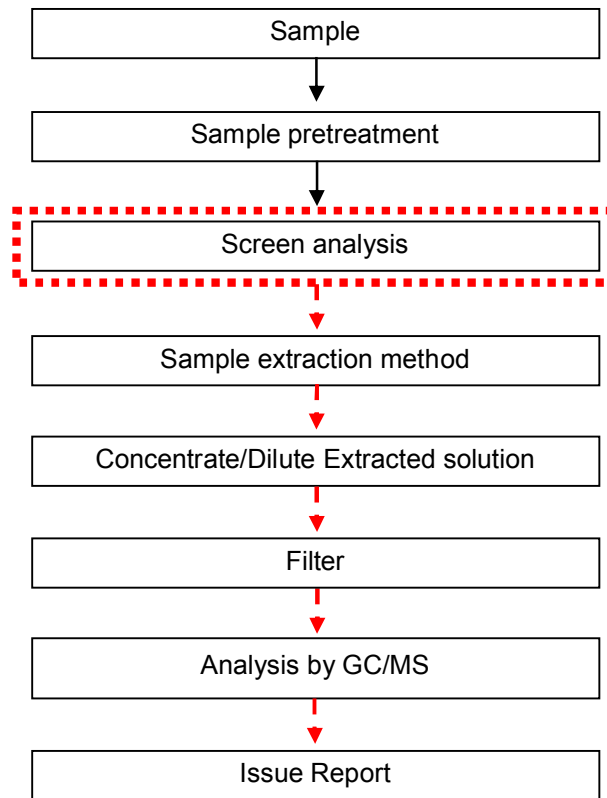 Sample
Sample pretreatment
Screen analysis
Sample extraction method
Concentrate/Dilute Extracted solution
Filter
Analysis by GC/MS
Issue Report